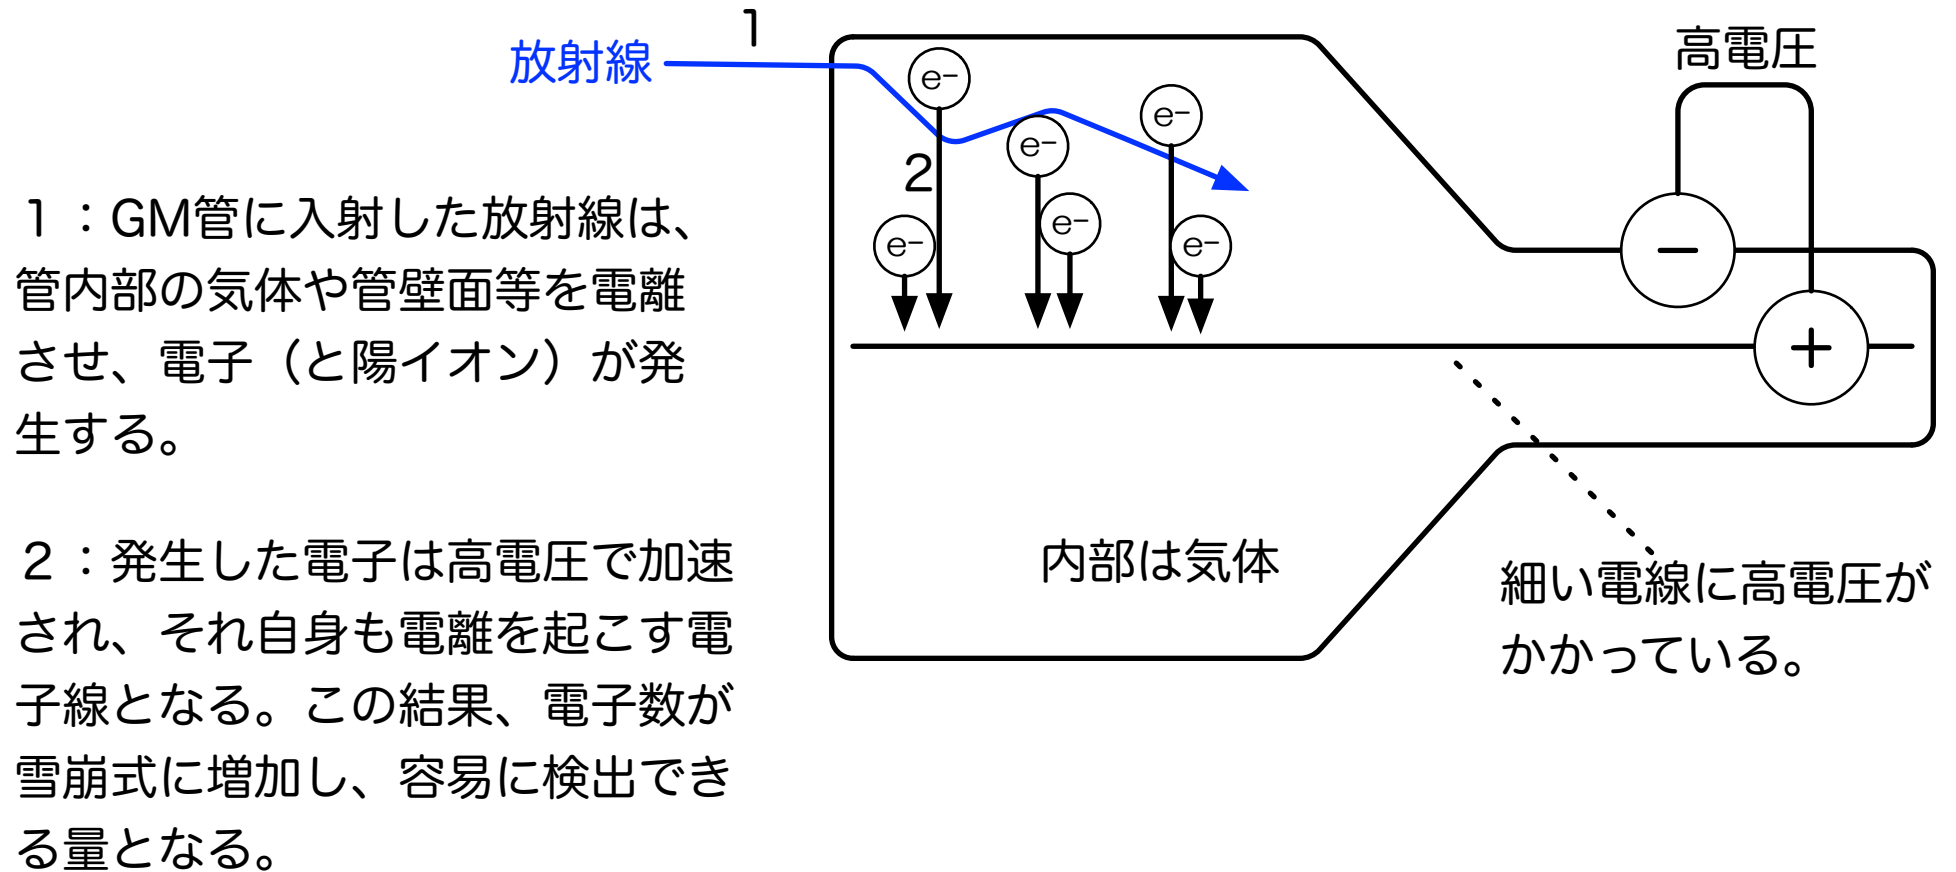 1
放射線
高電圧
e−
e−
e−
2
e−
e−
e−
−
+
1：GM管に入射した放射線は、
管内部の気体や管壁面等を電離
させ、電子（と陽イオン）が発
生する。
2：発生した電子は高電圧で加速
され、それ自身も電離を起こす電
子線となる。この結果、電子数が
雪崩式に増加し、容易に検出でき
る量となる。
内部は気体
細い電線に高電圧が
かかっている。